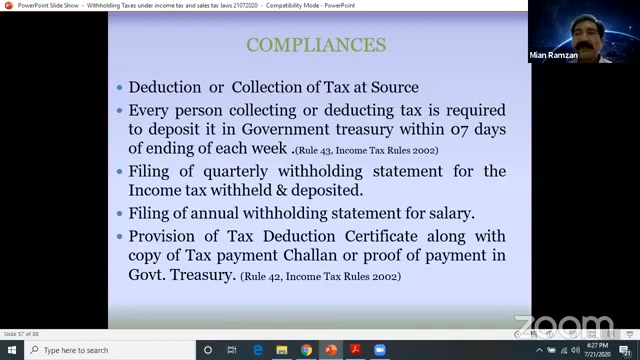 PowerPoint Slide Show - Withholding Taxes under income tax and sales tax laws 21072020 - Compatibility Mode - PowerPoint
Mian Ramzan
COMPLIANCES
• Deduction or Collection of Tax at Source
• Every person collecting or deducting tax is required
to deposit it in Government treasury within 07 days
of ending of each week .(Rule 43, Income Tax Rules 2002)
• Filing of quarterly withholding statement for the
Income tax withheld & deposited.
• Filing of annual withholding statement for salary.
• Provision of Tax Deduction Certificate along with
copy of Tax payment Challan or proof of payment in
Govt. Treasury. (Rule 42, Income Tax Rules 2002)
zoom
Slide 57 of 88
Type here to search
4:27 PM
7/21/2020